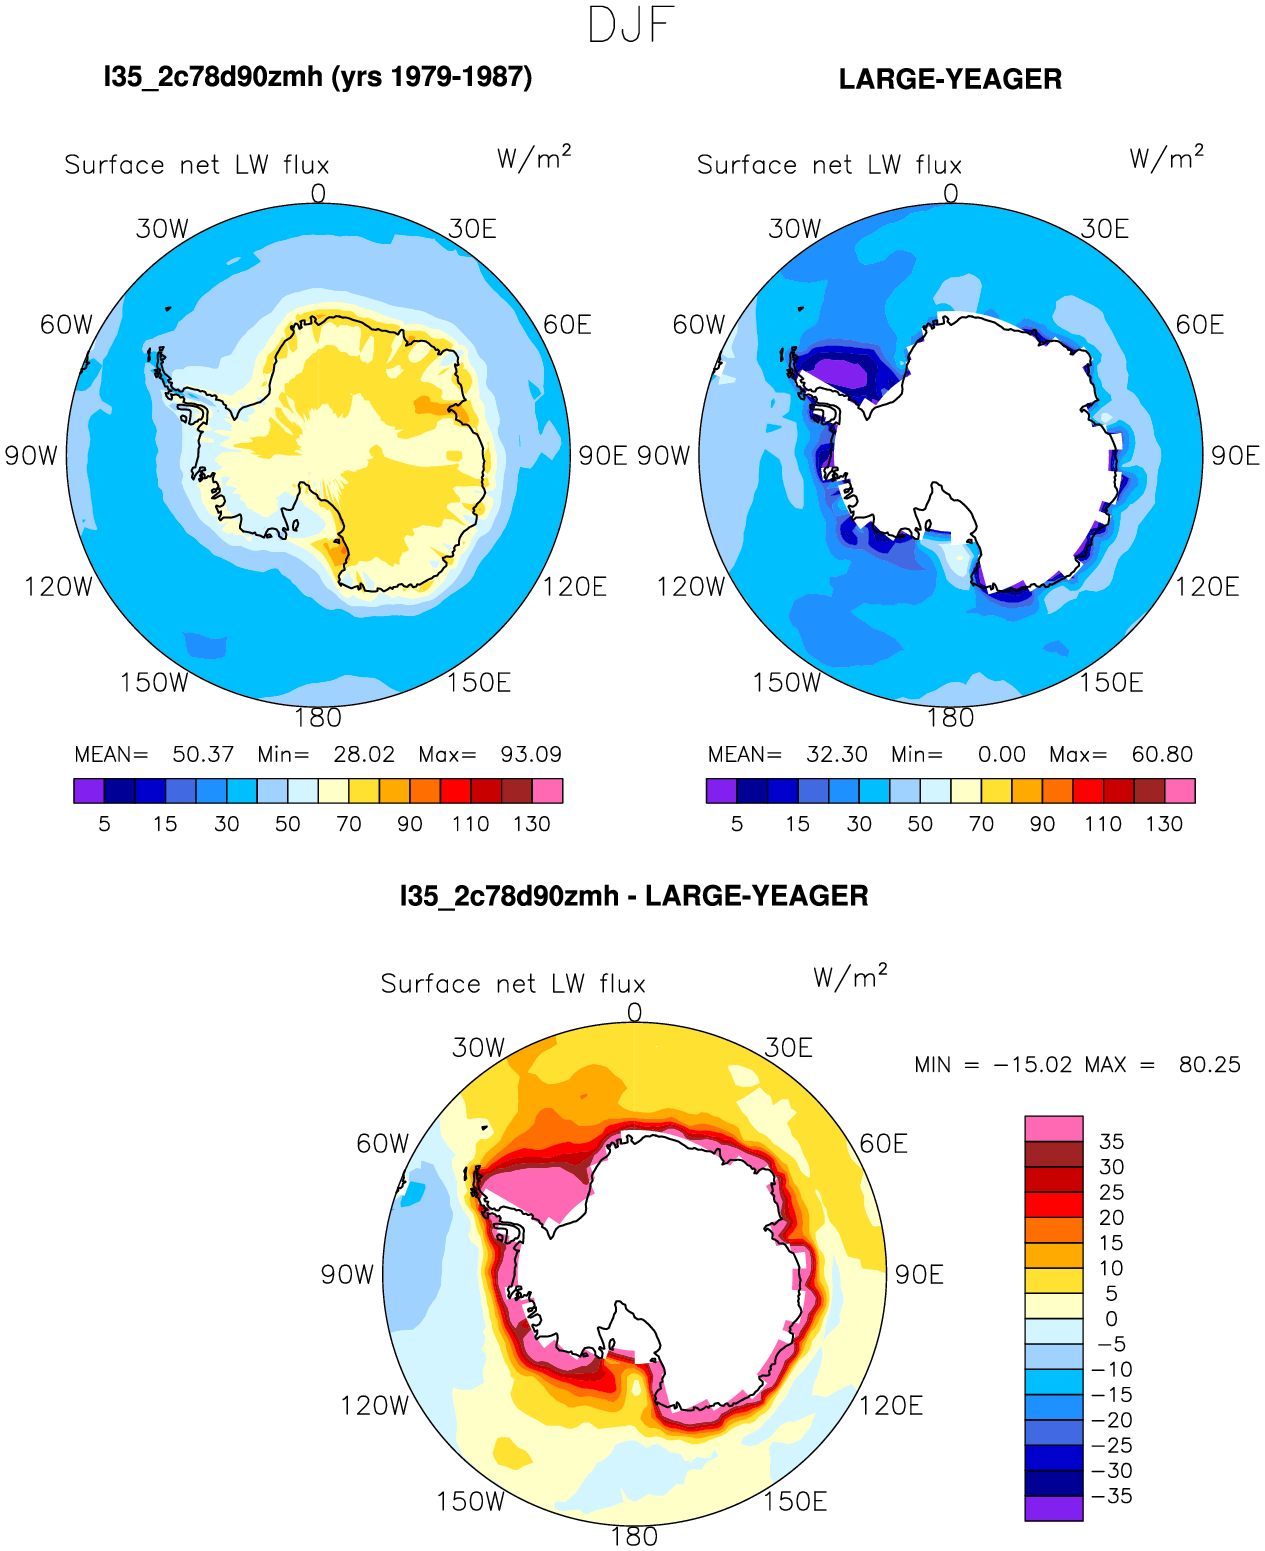 DJF
l35_2c78d90zmh (yrs 1979-1987)
LARGE-YEAGER
Surface net LW flux W/m2
Surface net LW flux W/m2
0
30W 30E
60W 60E
90W 90E
120W 120E
150W 150E
180
0
30W 30E
60W 60E
90W 90E
120W 120E
150W 150E
180
MEAN= 50.37 Min= 28.02 Max= 93.09
5 15 30 50 70 90 110 130
MEAN= 32.30 Min= 0.00 Max= 60.80
5 15 30 50 70 90 110 130
l35_2c78d90zmh - LARGE-YEAGER
Surface net LW flux W/m2
0
30W 30E
60W 60E
90W 90E
120W 120E
150W 150E
180
MIN = -15.02 MAX = 80.25
35
30
25
20
15
10
5
0
-5
-10
-15
-20
-25
-30
-35